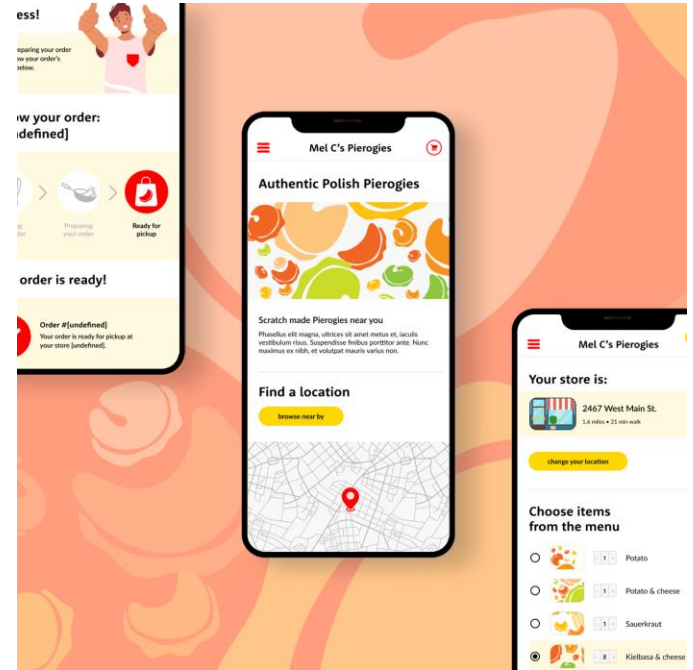 ess!
eparing your order
ow your order's
below.
ow your order:
ndefined]
ng
der
Preparing
your order
Ready for
pickup
order is ready!
Order #[undefined]
Your order is ready for pickup at
your store [undefined].
Mel C's Pierogies
Authentic Polish Pierogies
Scratch made Pierogies near you
Phasellus elit magna, ultrices sit amet metus et, iaculis
vestibulum risus. Suspendisse finibus porttitor ante. Nunc
maximus ex nibh, et volutpat mauris varius non.
Find a location
browse near by
Mel C's Pierogies
Your store is:
2467 West Main St.
1.6 miles • 21 min walk
change your location
Choose items
from the menu
- 1 + Potato
- 1 + Potato & cheese
- 1 + Sauerkraut
- 8 + Kielbasa & cheese